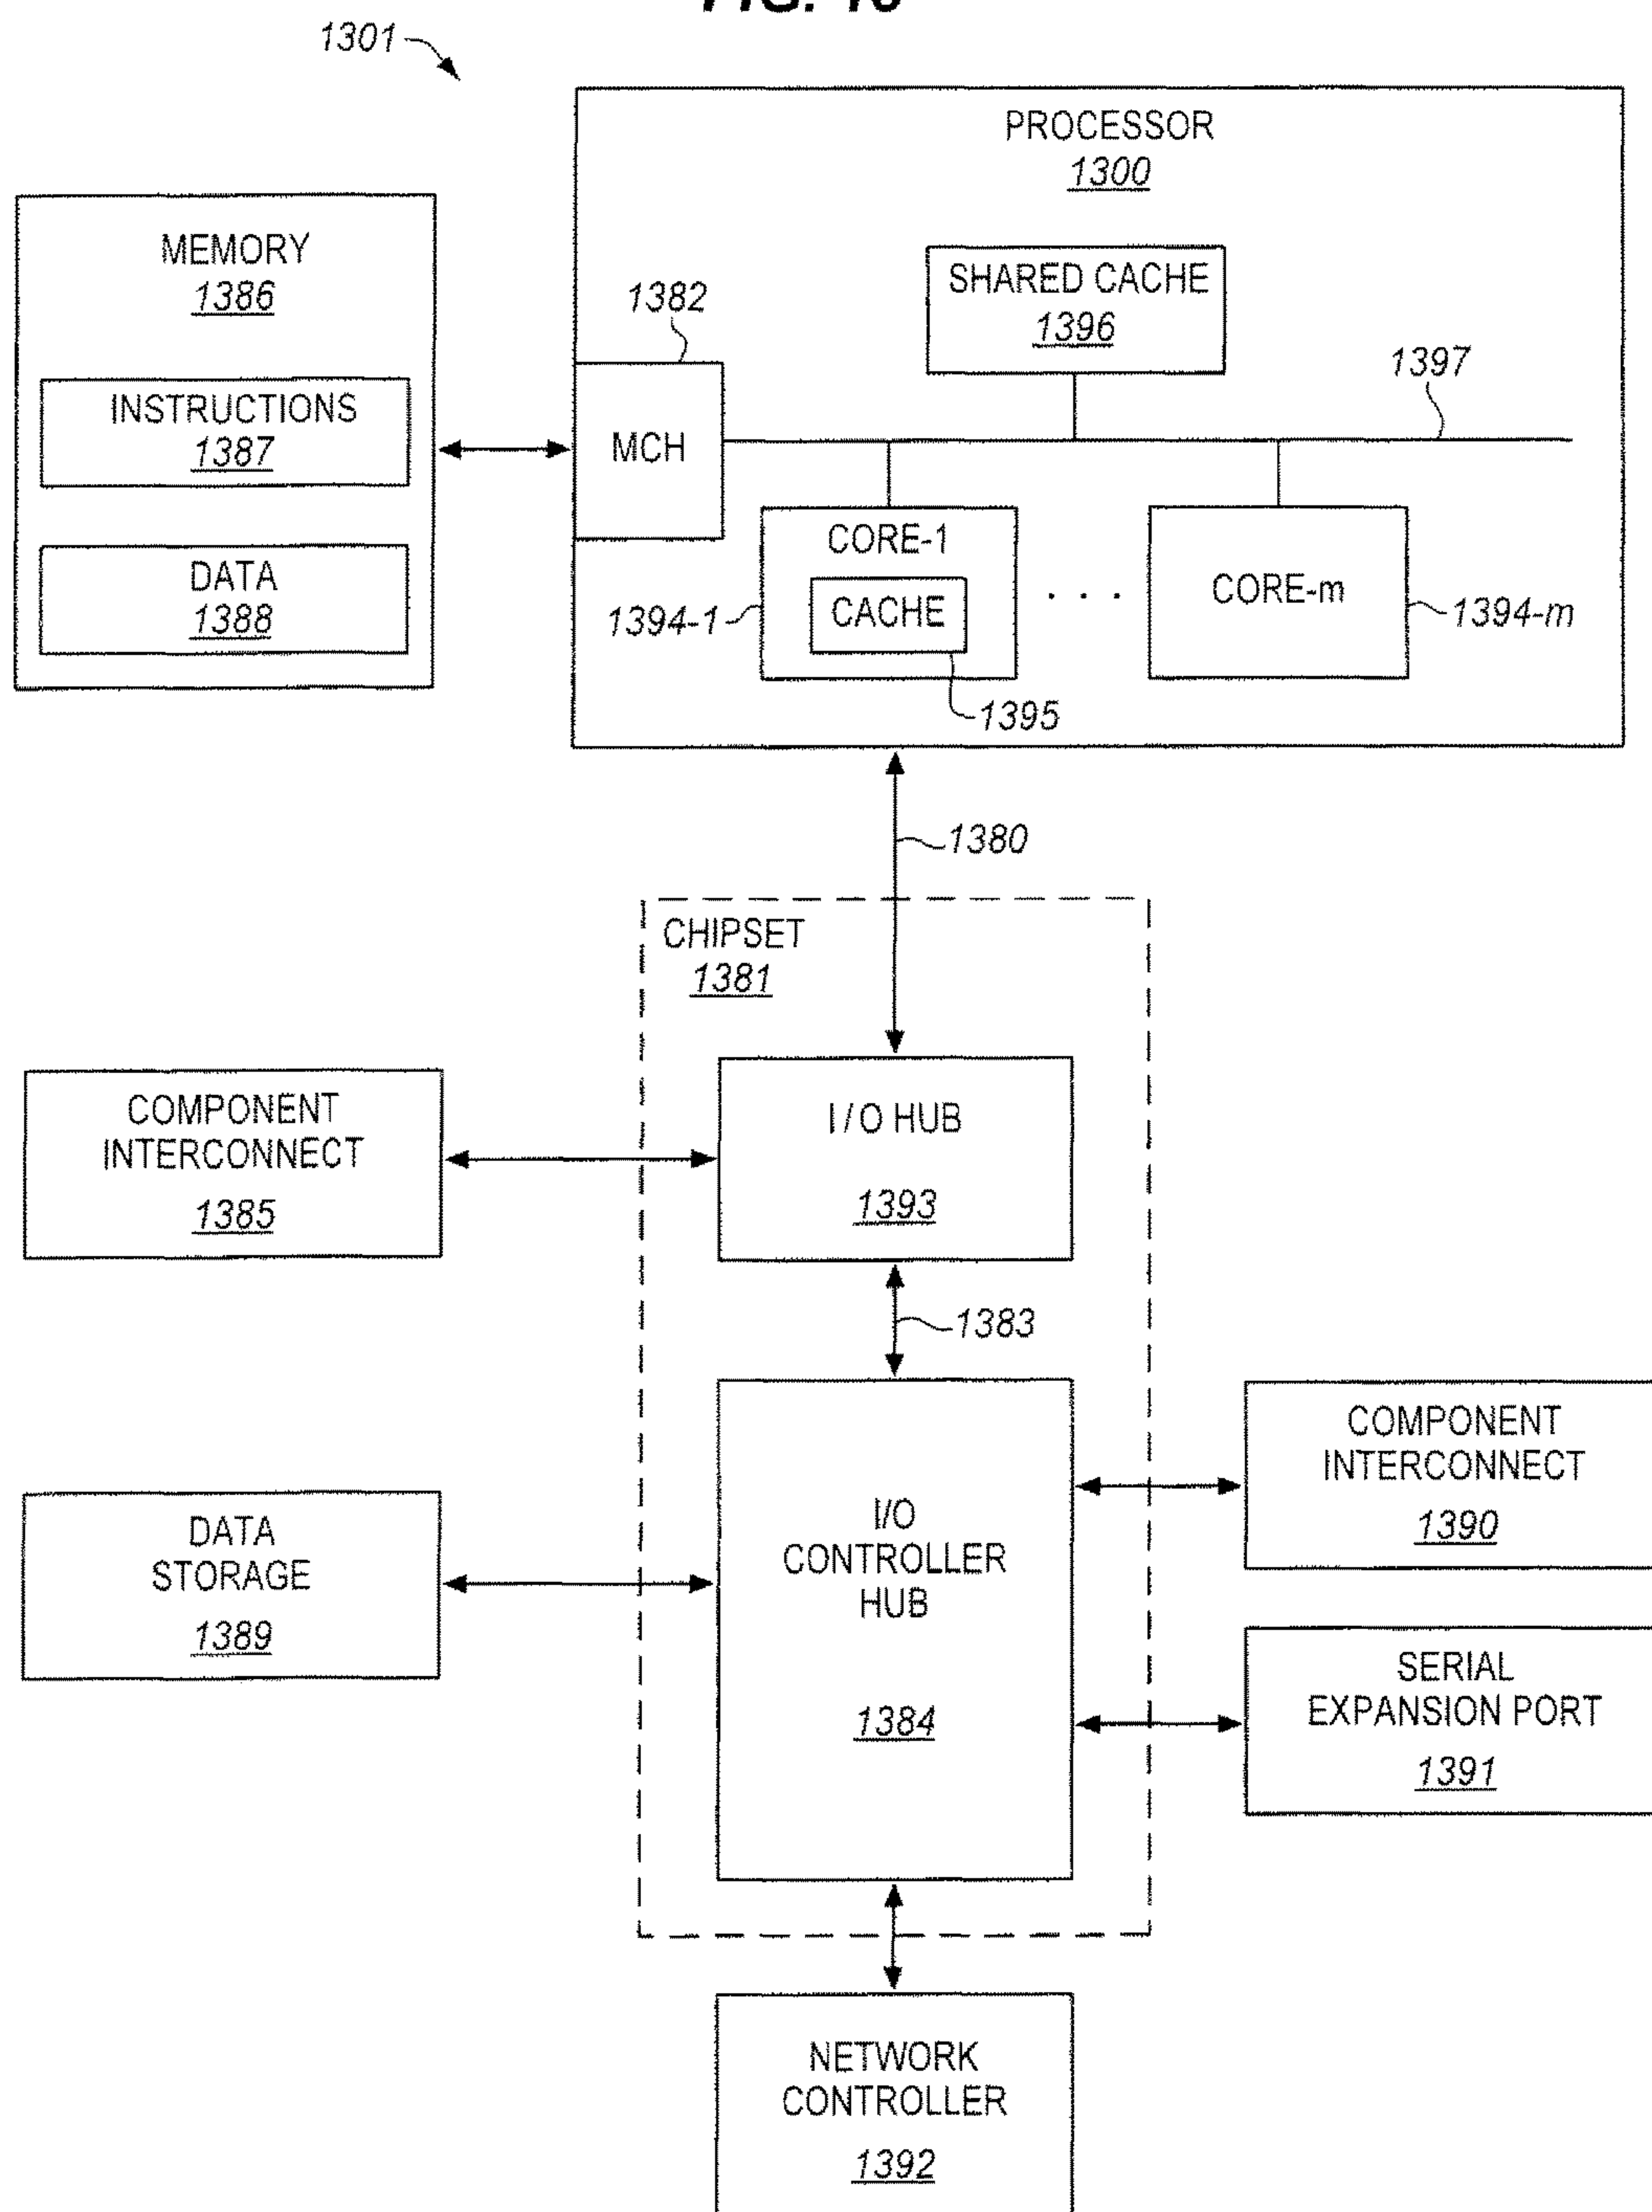 1301
PROCESSOR
1300
MEMORY
1386
SHARED CACHE
1396
1382
1397
INSTRUCTIONS
1387
MCH
CORE-1
CACHE
. . .
CORE-m
DATA
1388
1394-1
1394-m
1395
1380
CHIPSET
1381
COMPONENT
INTERCONNECT
1385
I / O HUB
1393
1383
COMPONENT
INTERCONNECT
1390
DATA
STORAGE
1389
I/O
CONTROLLER
HUB
1384
SERIAL
EXPANSION PORT
1391
NETWORK
CONTROLLER
1392